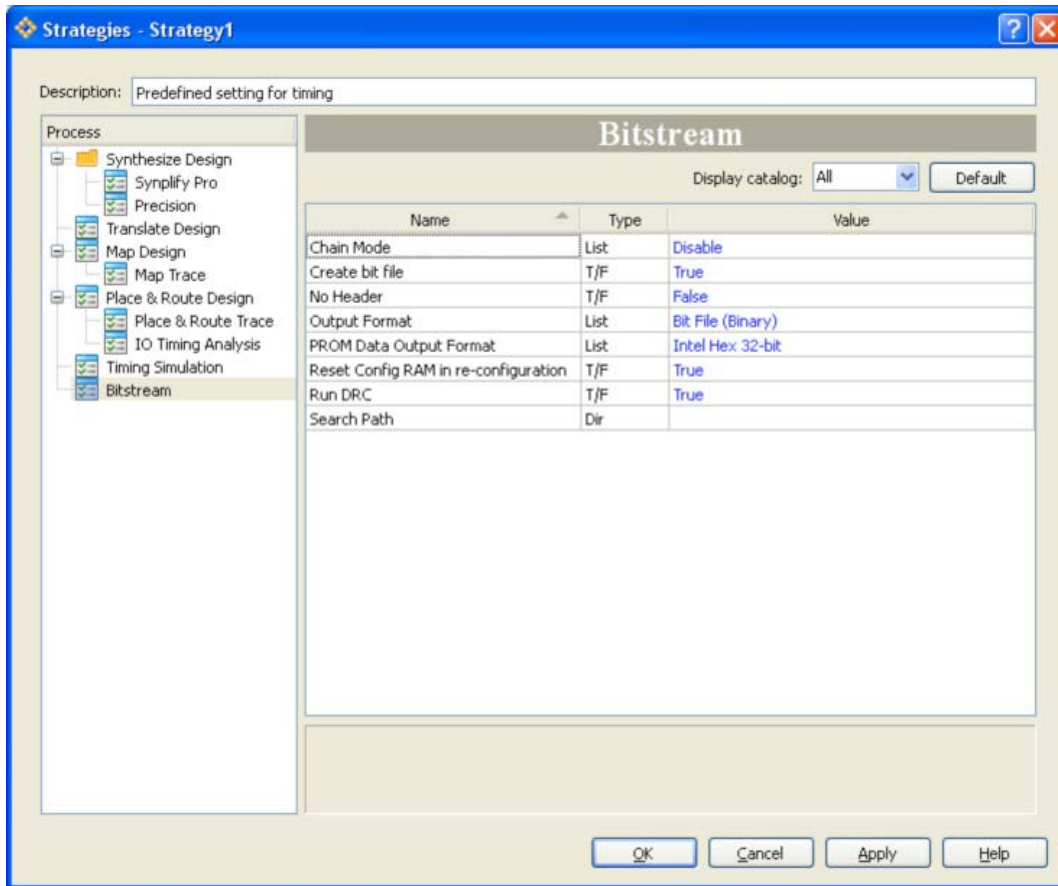 Strategies - Strategy1
Description: Predefined setting for timing
Process
Synthesize Design
Synplify Pro
Precision
Translate Design
Map Design
Map Trace
Place & Route Design
Place & Route Trace
IO Timing Analysis
Timing Simulation
Bitstream
Bitstream
Display catalog: All Default
Name Type Value
Chain Mode List Disable
Create bit file T/F True
No Header T/F False
Output Format List Bit File (Binary)
PROM Data Output Format List Intel Hex 32-bit
Reset Config RAM in re-configuration T/F True
Run DRC T/F True
Search Path Dir
OK Cancel Apply Help